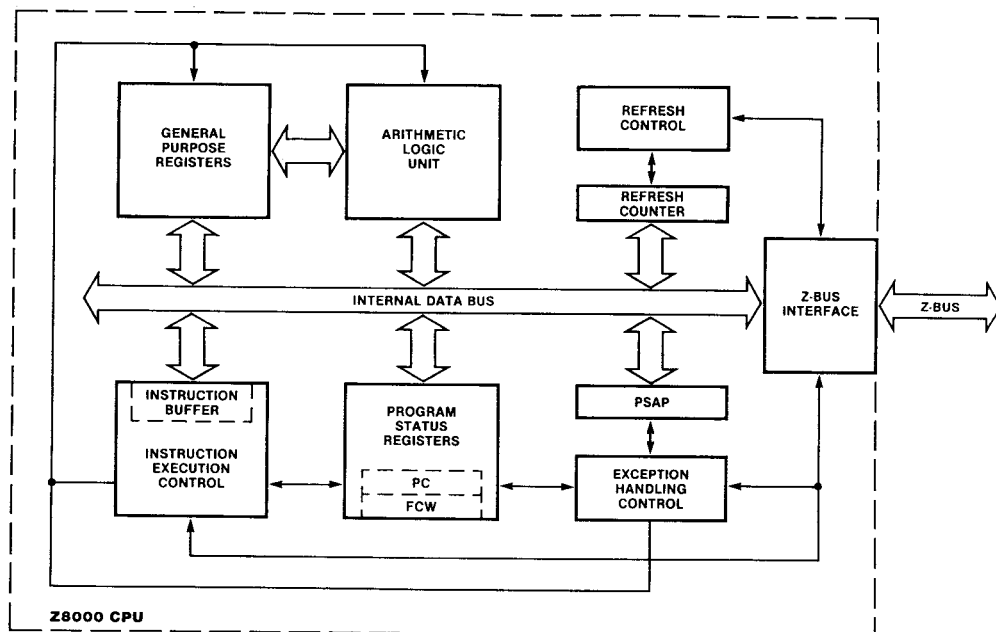 GENERAL
PURPOSE
REGISTERS
ARITHMETIC
LOGIC
UNIT
REFRESH
CONTROL
REFRESH
COUNTER
INTERNAL DATA BUS
Z-BUS
INTERFACE
Z-BUS
INSTRUCTION
BUFFER
INSTRUCTION
EXECUTION
CONTROL
PROGRAM
STATUS
REGISTERS
PC
FCW
PSAP
EXCEPTION
HANDLING
CONTROL
Z8000 CPU